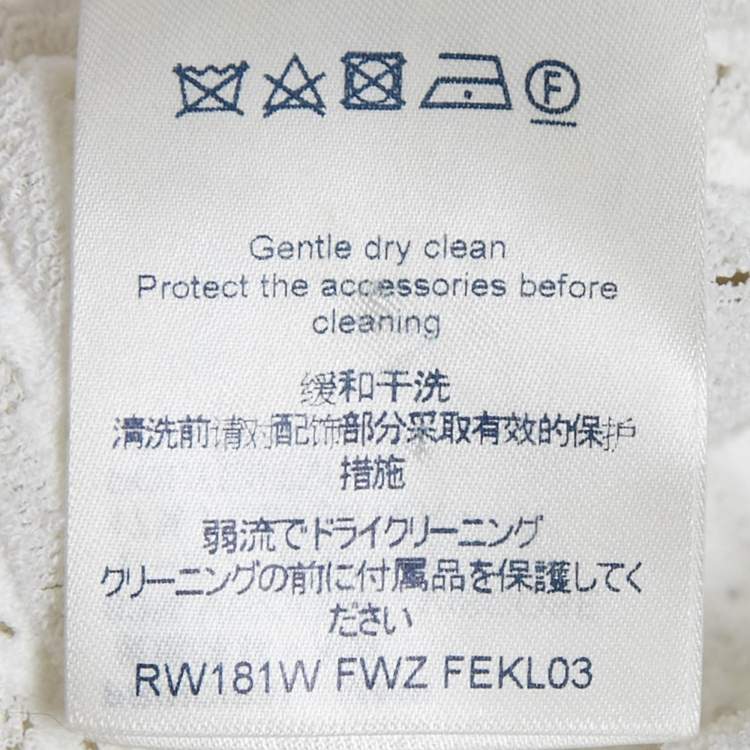 F
Gentle dry clean
Protect the accessories before
cleaning
缓和干洗
清洗前请对配饰部分采取有效的保护
措施
弱流でドライクリーニング
クリーニングの前に付属品を保護してく
ださい
RW181W FWZ FEKL03